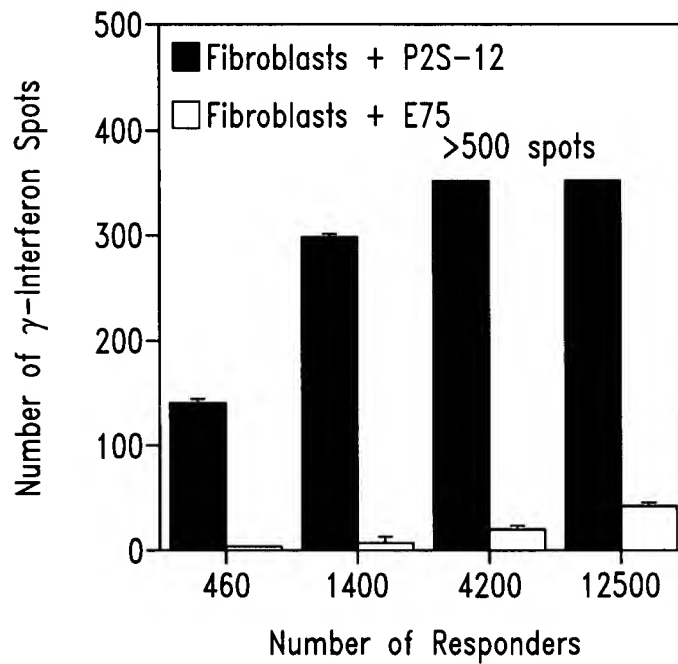 500
400
300
200
100
0
Number of γ-Interferon Spots
Fibroblasts + P2S-12
Fibroblasts + E75
>500 spots
460 1400 4200 12500
Number of Responders